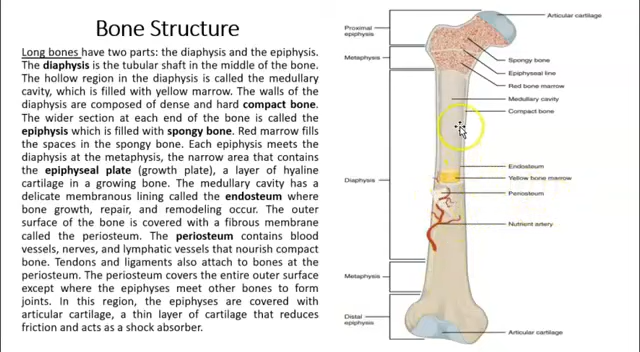 Bone Structure
Long bones have two parts: the diaphysis and the epiphysis.
The diaphysis is the tubular shaft in the middle of the bone.
The hollow region in the diaphysis is called the medullary
cavity, which is filled with yellow marrow. The walls of
the diaphysis are composed of dense and hard compact bone.
The wider section at each end of the bone is called the
epiphysis which is filled with spongy bone. Red marrow fills
the spaces in the spongy bone. Each epiphysis meets the
diaphysis at the metaphysis, the narrow area that contains
the epiphyseal plate (growth plate), a layer of hyaline
cartilage in a growing bone. The medullary cavity has a
delicate membranous lining called the endosteum where
bone growth, repair, and remodeling occur. The outer
surface of the bone is covered with a fibrous membrane
called the periosteum. The periosteum contains blood
vessels, nerves, and lymphatic vessels that nourish compact
bone. Tendons and ligaments also attach to bones at the
periosteum. The periosteum covers the entire outer surface
except where the epiphyses meet other bones to form
joints. In this region, the epiphyses are covered with
articular cartilage, a thin layer of cartilage that reduces
friction and acts as a shock absorber.
Proximal
epiphysis
Metaphysis
Diaphysis
Metaphysis
Distal
epiphysis
Articular cartilage
Spongy bone
Epiphyseal line
Red bone marrow
Medullary cavity
Compact bone
Endosteum
Yellow bone marrow
Periosteum
Nutrient artery
Articular cartilage